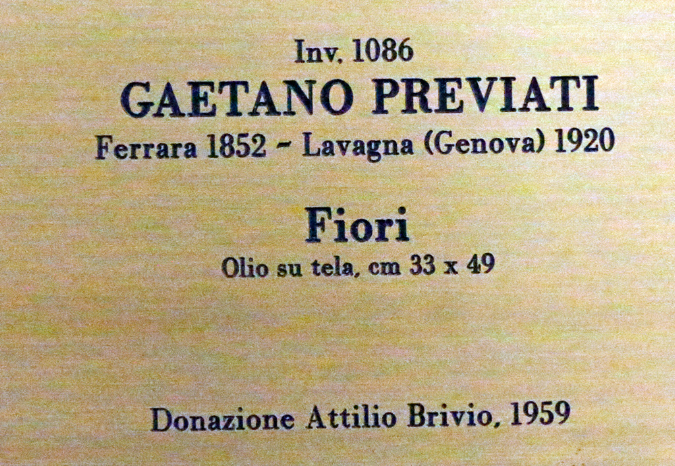 Inv. 1086
GAETANO PREVIATI
Ferrara 1852 ~ Lavagna (Genova) 1920
Fiori
Olio su tela, cm 33 x 49
Donazione Attilio Brivio, 1959